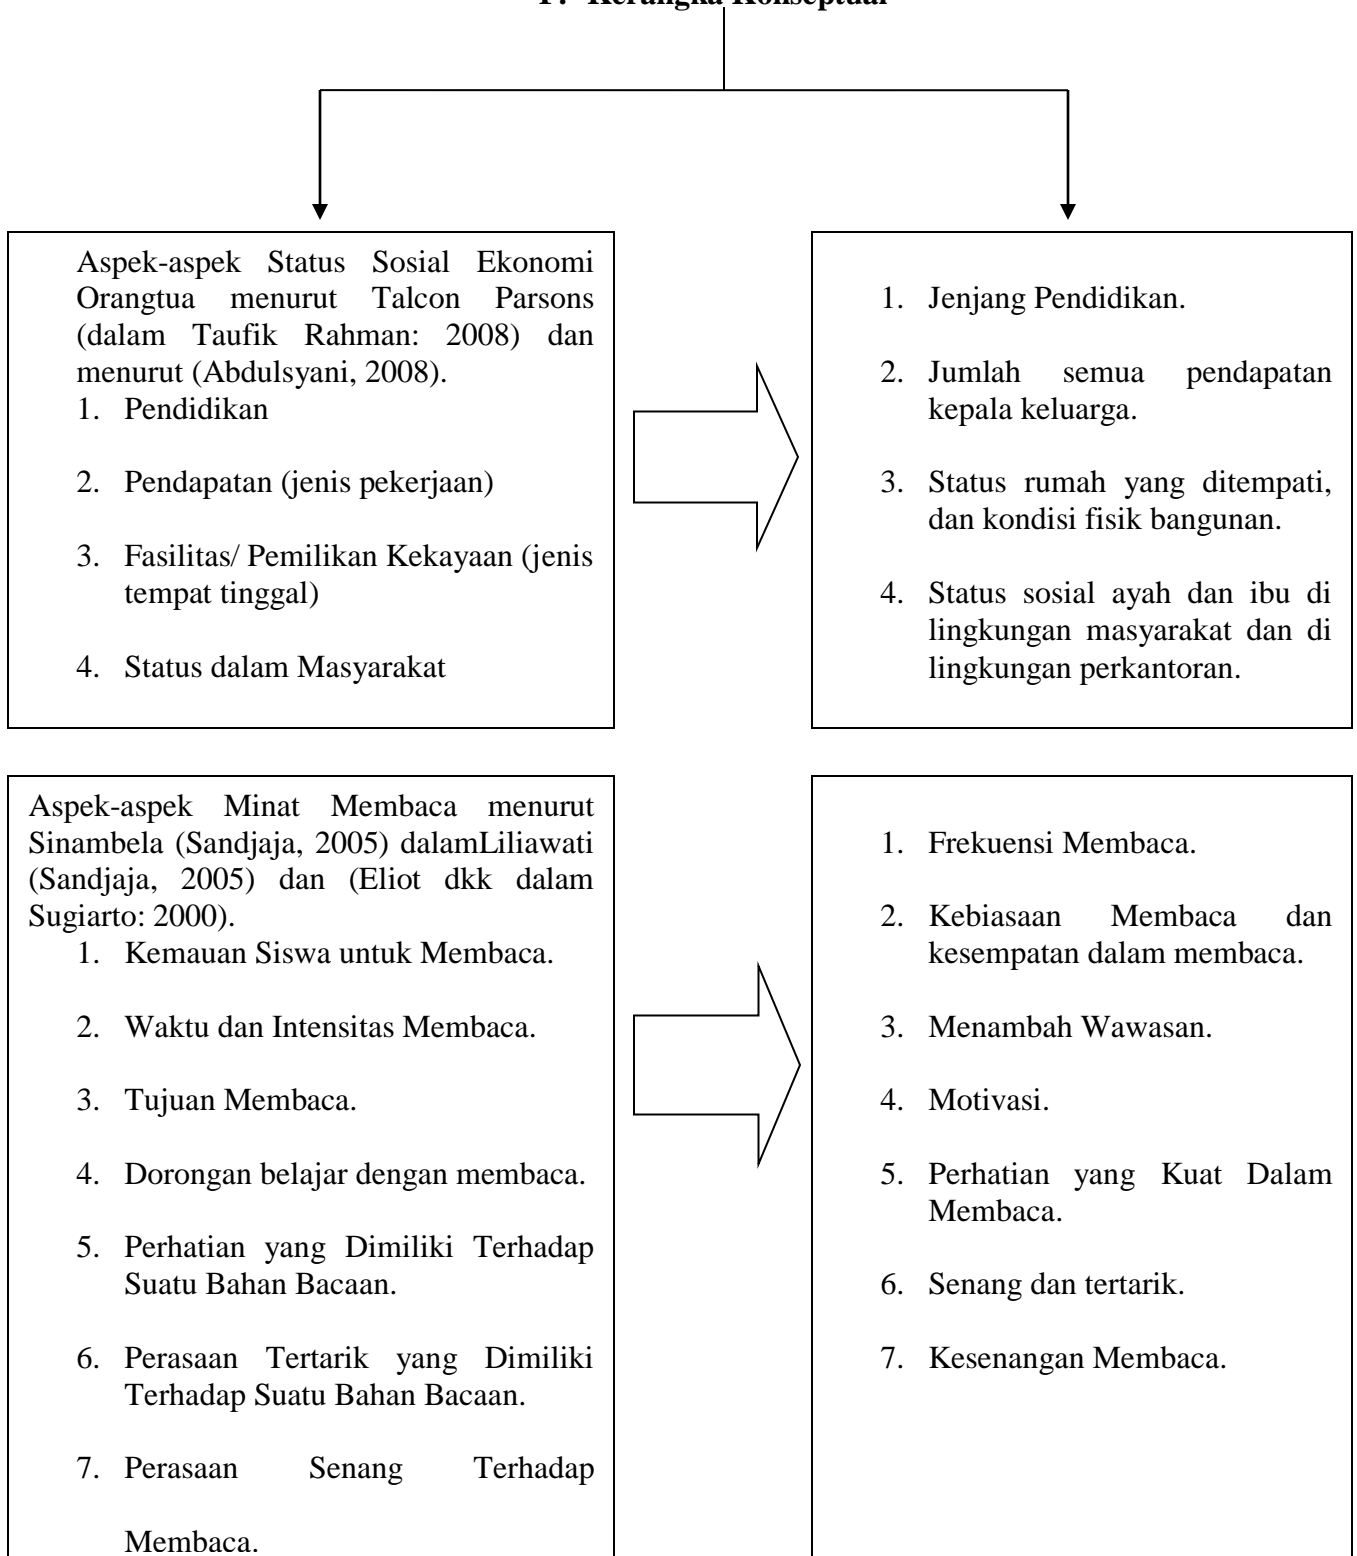 F. Kerangka Konseptual
Aspek-aspek Status Sosial Ekonomi
Orangtua menurut Talcon Parsons
(dalam Taufik Rahman: 2008) dan
menurut (Abdulsyani, 2008).
1. Pendidikan
2. Pendapatan (jenis pekerjaan)
3. Fasilitas/ Pemilikan Kekayaan (jenis
tempat tinggal)
4. Status dalam Masyarakat
1. Jenjang Pendidikan.
2. Jumlah semua pendapatan
kepala keluarga.
3. Status rumah yang ditempati,
dan kondisi fisik bangunan.
4. Status sosial ayah dan ibu di
lingkungan masyarakat dan di
lingkungan perkantoran.
Aspek-aspek Minat Membaca menurut
Sinambela (Sandjaja, 2005) dalamLiliawati
(Sandjaja, 2005) dan (Eliot dkk dalam
Sugiarto: 2000).
1. Kemauan Siswa untuk Membaca.
2. Waktu dan Intensitas Membaca.
3. Tujuan Membaca.
4. Dorongan belajar dengan membaca.
5. Perhatian yang Dimiliki Terhadap
Suatu Bahan Bacaan.
6. Perasaan Tertarik yang Dimiliki
Terhadap Suatu Bahan Bacaan.
7. Perasaan Senang Terhadap
Membaca.
1. Frekuensi Membaca.
2. Kebiasaan Membaca dan
kesempatan dalam membaca.
3. Menambah Wawasan.
4. Motivasi.
5. Perhatian yang Kuat Dalam
Membaca.
6. Senang dan tertarik.
7. Kesenangan Membaca.